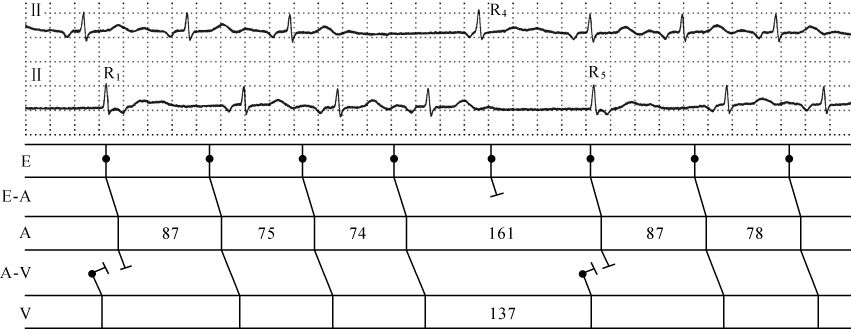 II R₄
II R₁ R₅
E
E-A
A 87 75 74 161 87 78
A-V
V 137